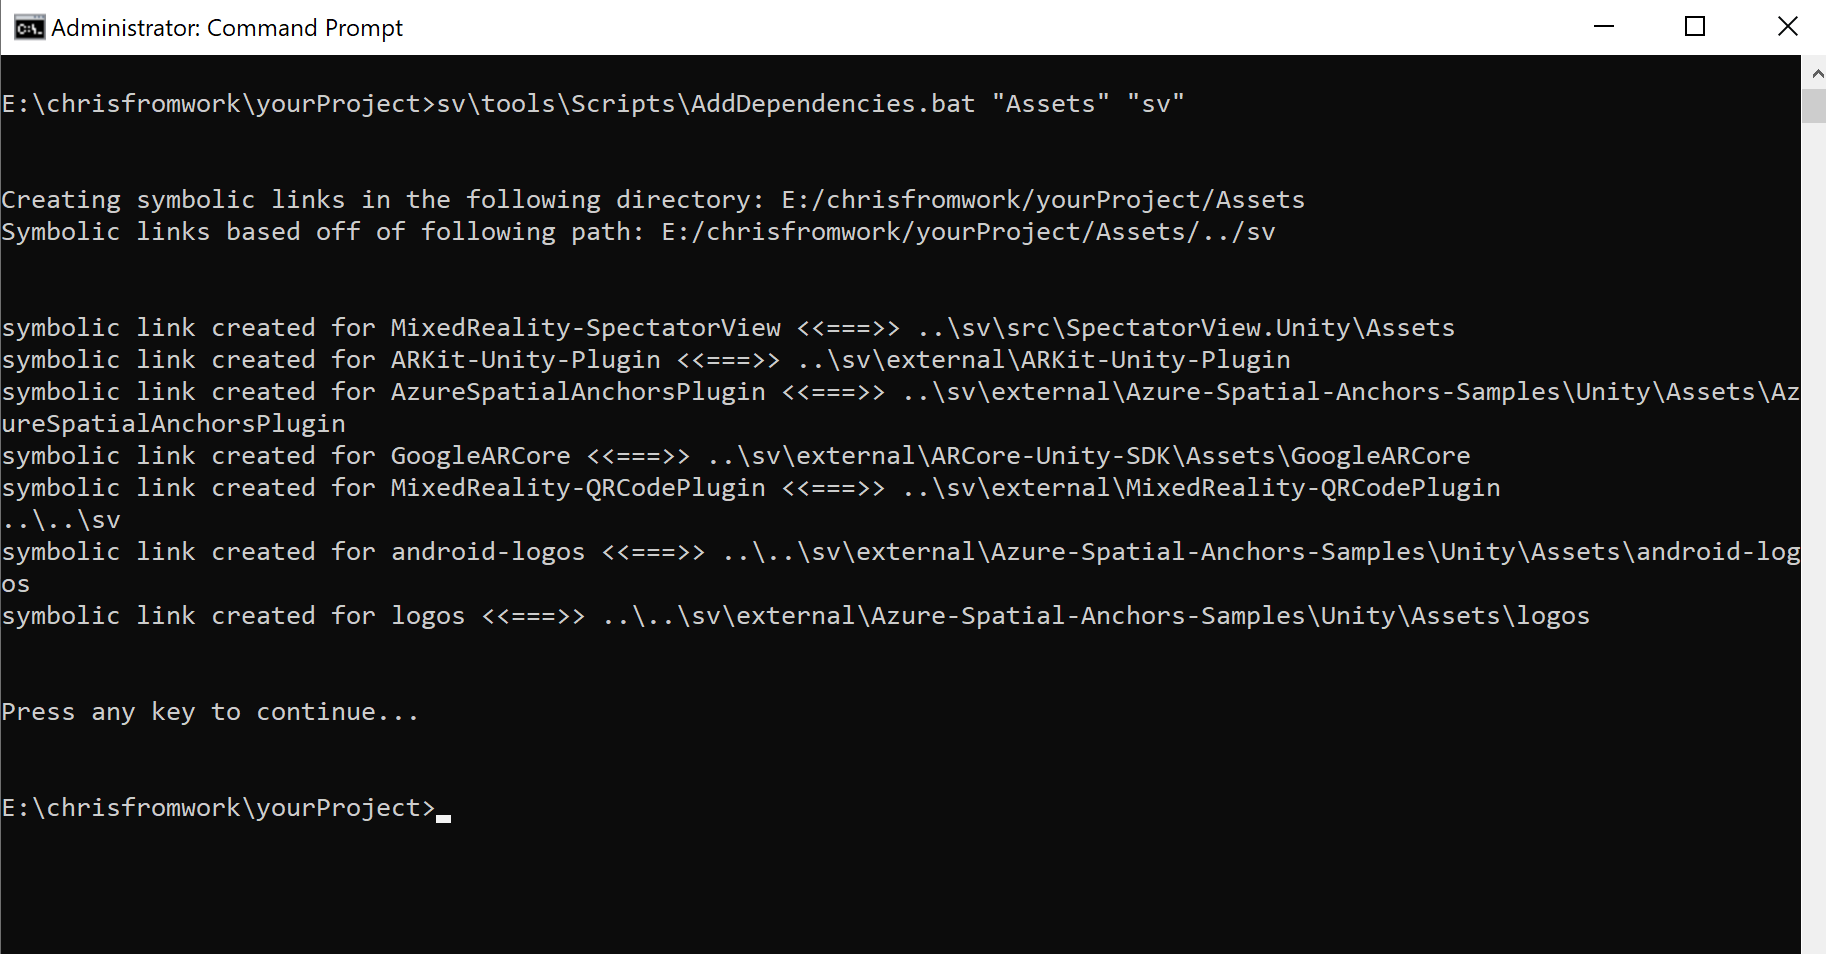 Administrator: Command Prompt
E:\chrisfromwork\yourProject>sv\tools\Scripts\AddDependencies.bat "Assets" "sv"
Creating symbolic links in the following directory: E:/chrisfromwork/yourProject/Assets
Symbolic links based off of following path: E:/chrisfromwork/yourProject/Assets/../sv
symbolic link created for MixedReality-SpectatorView <<===>> ..\sv\src\SpectatorView.Unity\Assets
symbolic link created for ARKit-Unity-Plugin <<===>> ..\sv\external\ARKit-Unity-Plugin
symbolic link created for AzureSpatialAnchorsPlugin <<===>> ..\sv\external\Azure-Spatial-Anchors-Samples\Unity\Assets\Az
ureSpatialAnchorsPlugin
symbolic link created for GoogleARCore <<===>> ..\sv\external\ARCore-Unity-SDK\Assets\GoogleARCore
symbolic link created for MixedReality-QRCodePlugin <<===>> ..\sv\external\MixedReality-QRCodePlugin
..\..\sv
symbolic link created for android-logos <<===>> ..\..\sv\external\Azure-Spatial-Anchors-Samples\Unity\Assets\android-log
os
symbolic link created for logos <<===>> ..\..\sv\external\Azure-Spatial-Anchors-Samples\Unity\Assets\logos
Press any key to continue...
E:\chrisfromwork\yourProject>